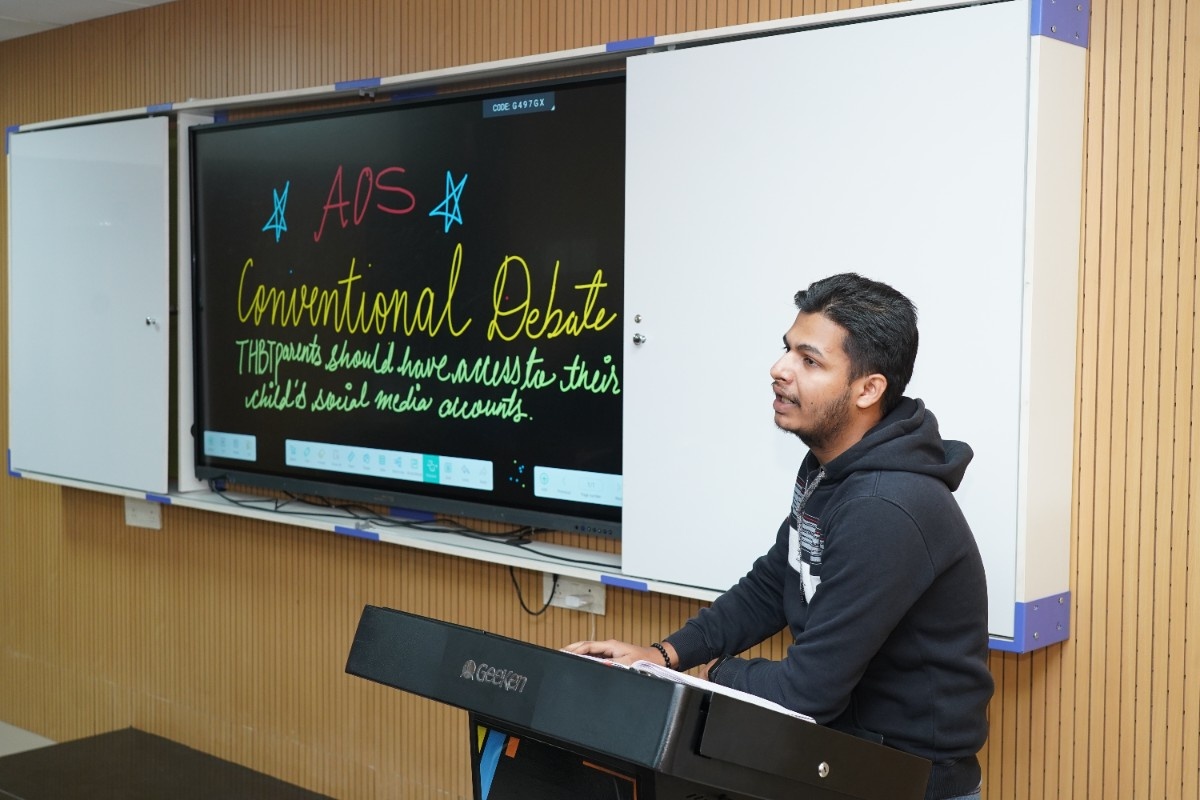 CODE: G497GX
AOS
Conventional Debate
THBT parents should have access to their
child's social media accounts.
GEEKEN